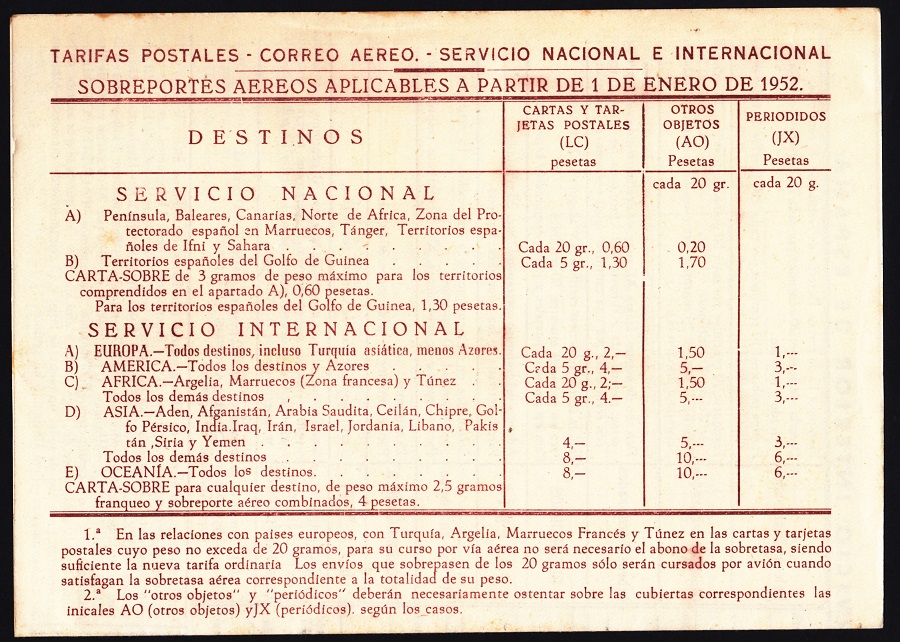 TARIFAS POSTALES - CORREO AEREO. - SERVICIO NACIONAL E INTERNACIONAL
SOBREPORTES AEREOS APLICABLES A PARTIR DE 1 DE ENERO DE 1952.
DESTINOS
CARTAS Y TAR-
JETAS POSTALES
(LC)
pesetas
OTROS
OBJETOS
(AO)
Pesetas
PERIODIDOS
(JX)
Pesetas
SERVICIO NACIONAL
cada 20 gr. cada 20 g.
A) Península, Baleares, Canarias, Norte de Africa, Zona del Pro-
tectorado español en Marruecos, Tánger, Territorios espa-
ñoles de Ifni y Sahara . . . . . . . . Cada 20 gr., 0,60 0,20
B) Territorios españoles del Golfo de Guinea . . . . . Cada 5 gr., 1,30 1,70
CARTA-SOBRE de 3 gramos de peso máximo para los territorios
comprendidos en el apartado A), 0,60 pesetas.
Para los territorios españoles del Golfo de Guinea, 1,30 pesetas.
SERVICIO INTERNACIONAL
A) EUROPA.—Todos destinos, incluso Turquía asiática, menos Azores. Cada 20 g., 2,— 1,50 1,---
B) AMERICA.—Todos los destinos y Azores . . . . . Cada 5 gr., 4.— 5,— 3,---
C) AFRICA.—Argelia, Marruecos (Zona francesa) y Túnez . . Cada 20 g., 2;— 1,50 1,---
Todos los demás destinos . . . . . . . . Cada 5 gr., 4.— 5,--- 3,---
D) ASIA.—Aden, Afganistán, Arabia Saudita, Ceilán, Chipre, Gol-
fo Pérsico, India.Iraq, Irán, Israel, Jordania, Libano, Pakis
tán ,Siria y Yemen . . . . . . . . . 4,— 5,--- 3,---
Todos los demás destinos . . . . . . . . 8,— 10,--- 6,---
E) OCEANÍA.—Todos los destinos. . . . . . . . 8,— 10,--- 6,---
CARTA-SOBRE para cualquier destino, de peso máximo 2,5 gramos
franqueo y sobreporte aéreo combinados, 4 pesetas.
1.ª En las relaciones con países europeos, con Turquía, Argelia, Marruecos Francés y Túnez en las cartas y tarjetas
postales cuyo peso no exceda de 20 gramos, para su curso por vía aérea no será necesario el abono de la sobretasa, siendo
suficiente la nueva tarifa ordinaria Los envíos que sobrepasen de los 20 gramos sólo serán cursados por avión cuando
satisfagan la sobretasa aérea correspondiente a la totalidad de su peso.
2.ª Los "otros objetos" y "periódicos" deberán necesariamente ostentar sobre las cubiertas correspondientes las
inicales AO (otros objetos) yJX (periódicos). según los casos.